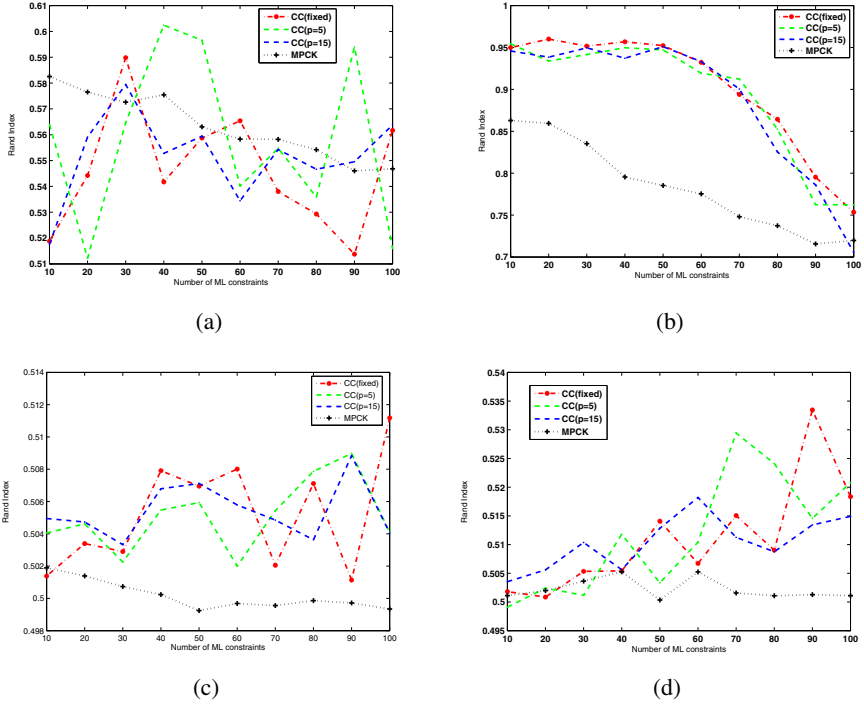 0.61
0.6
0.59
0.58
0.57
0.56
0.55
0.54
0.53
0.52
0.51
Rand Index
10 20 30 40 50 60 70 80 90 100
Number of ML constraints
CC(fixed)
CC(p=5)
CC(p=15)
MPCK
(a)
1
0.95
0.9
0.85
0.8
0.75
0.7
Rand Index
10 20 30 40 50 60 70 80 90 100
Number of ML constraints
CC(fixed)
CC(p=5)
CC(p=15)
MPCK
(b)
0.514
0.512
0.51
0.508
0.506
0.504
0.502
0.5
0.498
Rand Index
10 20 30 40 50 60 70 80 90 100
Number of ML constraints
CC(fixed)
CC(p=5)
CC(p=15)
MPCK
(c)
0.54
0.535
0.53
0.525
0.52
0.515
0.51
0.505
0.5
0.495
Rand Index
10 20 30 40 50 60 70 80 90 100
Number of ML constraints
CC(fixed)
CC(p=5)
CC(p=15)
MPCK
(d)